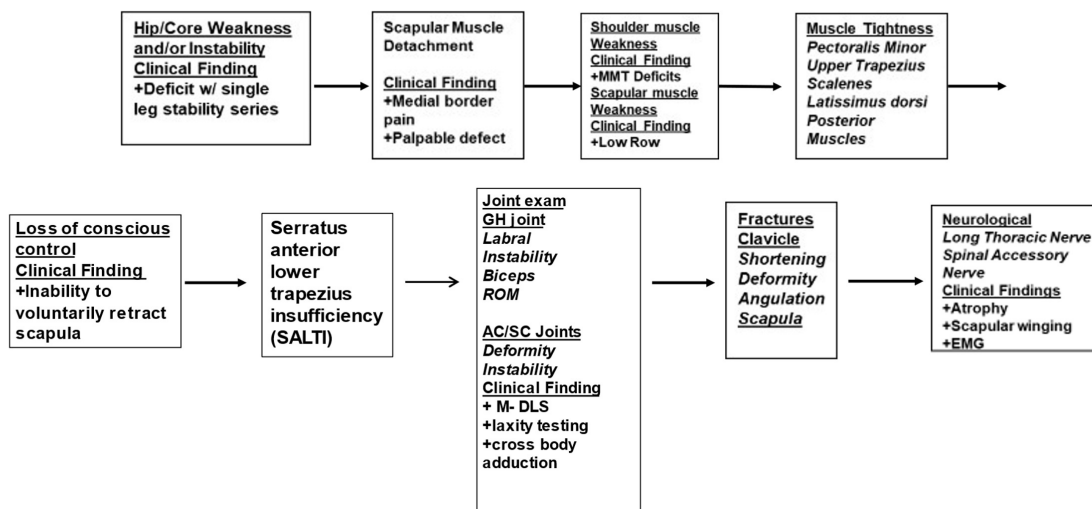 Hip/Core Weakness
and/or Instability
Clinical Finding
+Deficit w/ single
leg stability series
Scapular Muscle
Detachment
Clinical Finding
+Medial border
pain
+Palpable defect
Shoulder muscle
Weakness
Clinical Finding
+MMT Deficits
Scapular muscle
Weakness
Clinical Finding
+Low Row
Muscle Tightness
Pectoralis Minor
Upper Trapezius
Scalenes
Latissimus dorsi
Posterior
Muscles
Loss of conscious
control
Clinical Finding
+Inability to
voluntarily retract
scapula
Serratus
anterior
lower
trapezius
insufficiency
(SALTI)
Joint exam
GH joint
Labral
Instability
Biceps
ROM
AC/SC Joints
Deformity
Instability
Clinical Finding
+ M- DLS
+laxity testing
+cross body
adduction
Fractures
Clavicle
Shortening
Deformity
Angulation
Scapula
Neurological
Long Thoracic Nerve
Spinal Accessory
Nerve
Clinical Findings
+Atrophy
+Scapular winging
+EMG